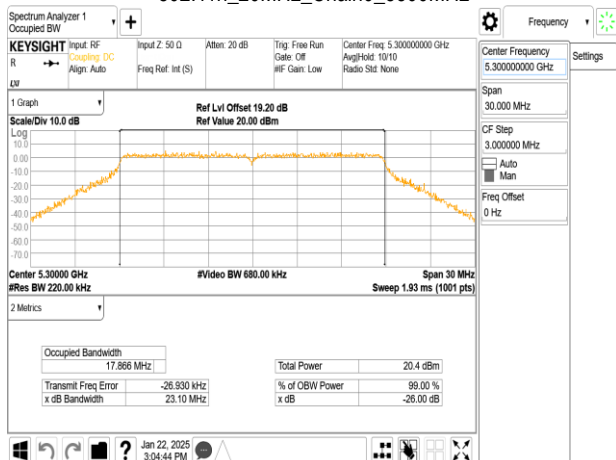 Spectrum Analyzer 1
Occupied BW
+
Frequency
KEYSIGHT
R
LXI
Input: RF
Coupling: DC
Align: Auto
Input Z: 50 Ω
Freq Ref: Int (S)
Atten: 20 dB
Trig: Free Run
Gate: Off
#IF Gain: Low
Center Freq: 5.300000000 GHz
Avg|Hold: 10/10
Radio Std: None
Center Frequency
5.300000000 GHz
Settings
Span
30.000 MHz
CF Step
3.000000 MHz
Auto
Man
Freq Offset
0 Hz
1 Graph
Scale/Div 10.0 dB
Ref Lvl Offset 19.20 dB
Ref Value 20.00 dBm
Log
10.0
0.00
-10.0
-20.0
-30.0
-40.0
-50.0
-60.0
-70.0
Center 5.30000 GHz
#Res BW 220.00 kHz
#Video BW 680.00 kHz
Span 30 MHz
Sweep 1.93 ms (1001 pts)
2 Metrics
Occupied Bandwidth
17.866 MHz
Transmit Freq Error -26.930 kHz
x dB Bandwidth 23.10 MHz
Total Power 20.4 dBm
% of OBW Power 99.00 %
x dB -26.00 dB
?
Jan 22, 2025
3:04:44 PM